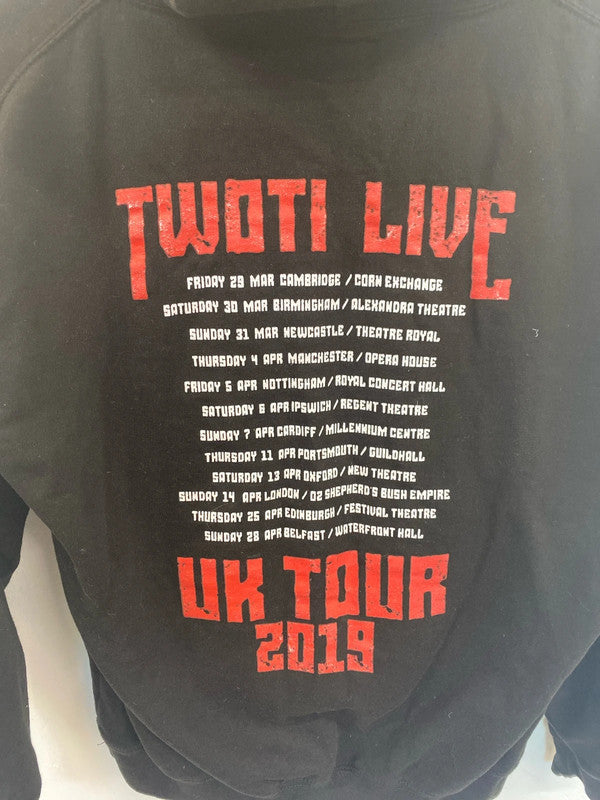 TWOTI LIVE
FRIDAY 29 MAR CAMBRIDGE / CORN EXCHANGE
SATURDAY 30 MAR BIRMINGHAM / ALEXANDRA THEATRE
SUNDAY 31 MAR NEWCASTLE / THEATRE ROYAL
THURSDAY 4 APR MANCHESTER / OPERA HOUSE
FRIDAY 5 APR NOTTINGHAM / ROYAL CONCERT HALL
SATURDAY 6 APR IPSWICH / REGENT THEATRE
SUNDAY 7 APR CARDIFF / MILLENNIUM CENTRE
THURSDAY 11 APR PORTSMOUTH / GUILDHALL
SATURDAY 13 APR OXFORD / NEW THEATRE
SUNDAY 14 APR LONDON / O2 SHEPHERD'S BUSH EMPIRE
THURSDAY 25 APR EDINBURGH / FESTIVAL THEATRE
SUNDAY 28 APR BELFAST / WATERFRONT HALL
UK TOUR
2019